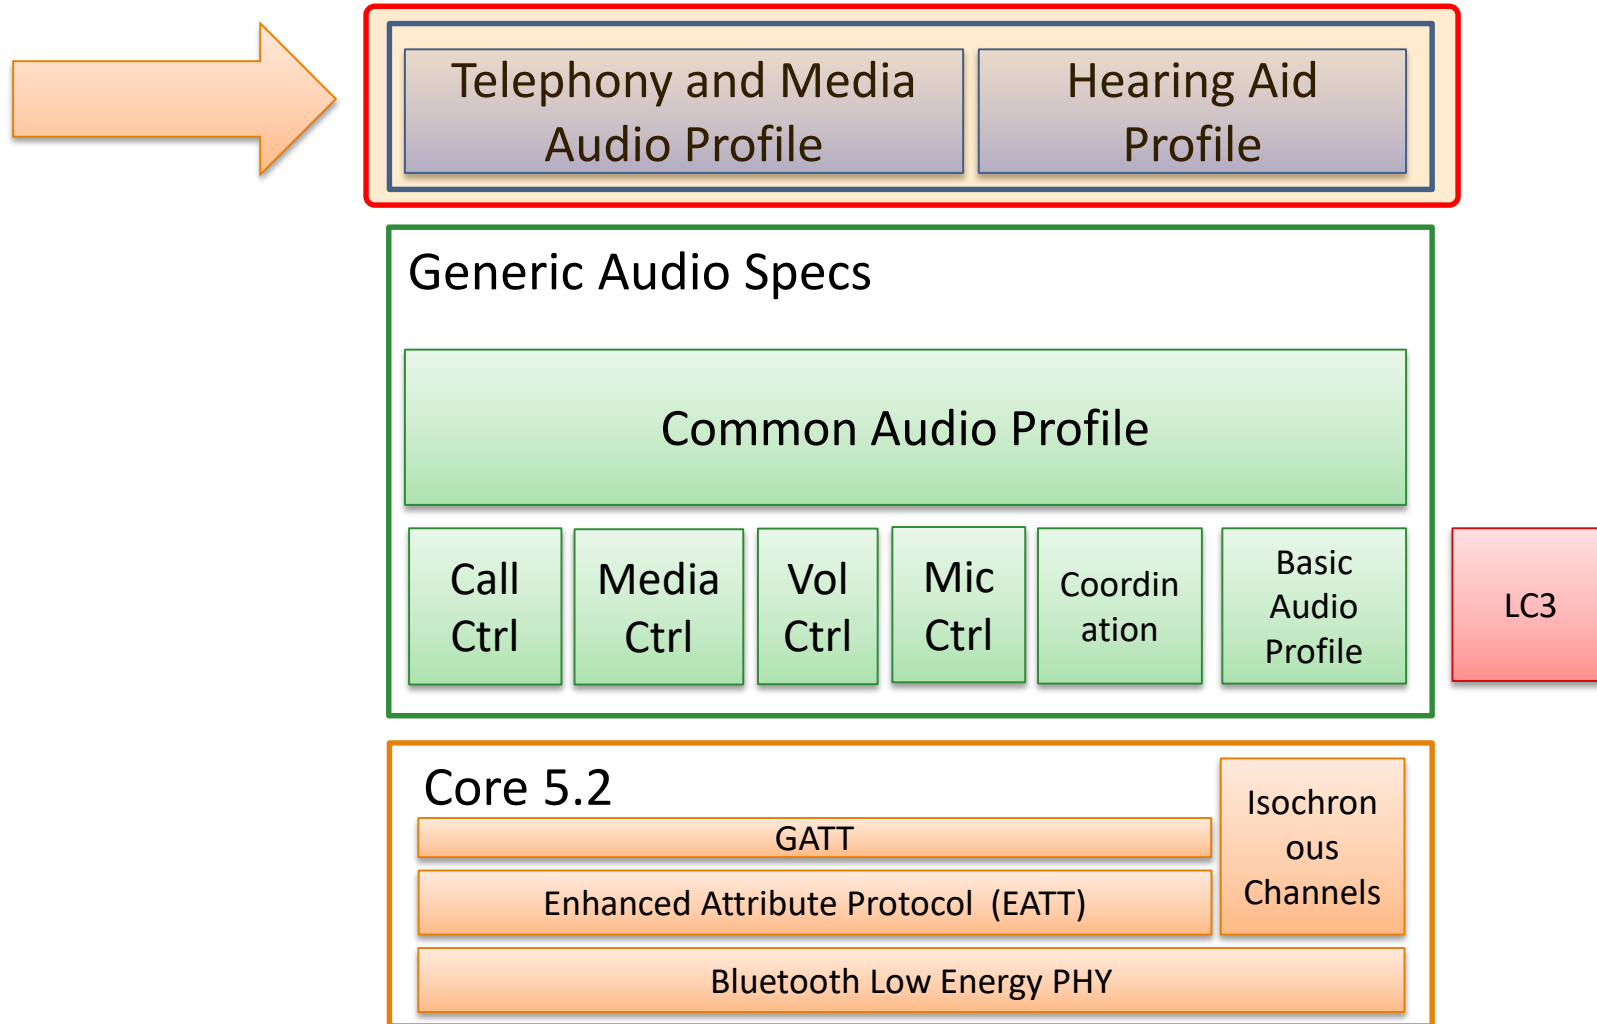 Telephony and Media
Audio Profile
Hearing Aid
Profile
Generic Audio Specs
Common Audio Profile
Call
Ctrl
Media
Ctrl
Vol
Ctrl
Mic
Ctrl
Coordin
ation
Basic
Audio
Profile
LC3
Core 5.2
GATT
Enhanced Attribute Protocol (EATT)
Isochron
ous
Channels
Bluetooth Low Energy PHY